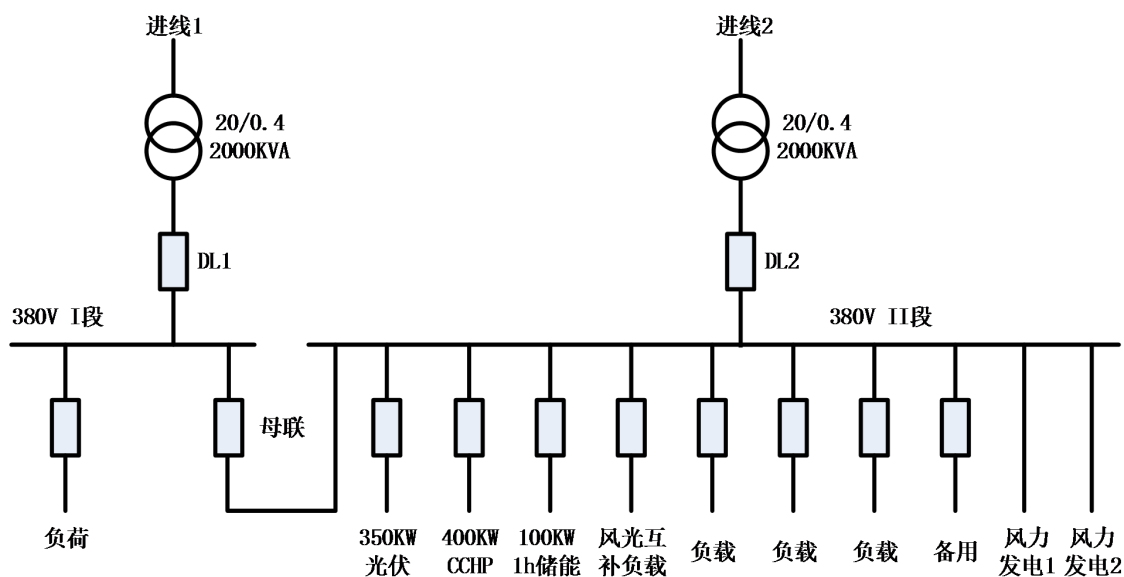 进线1
进线2
20/0.4
2000KVA
20/0.4
2000KVA
DL1
DL2
380V I段
380V II段
母联
负荷
350KW
光伏
400KW
CCHP
100KW
1h储能
风光互
补负载
负载
负载
负载
备用
风力
发电1
风力
发电2